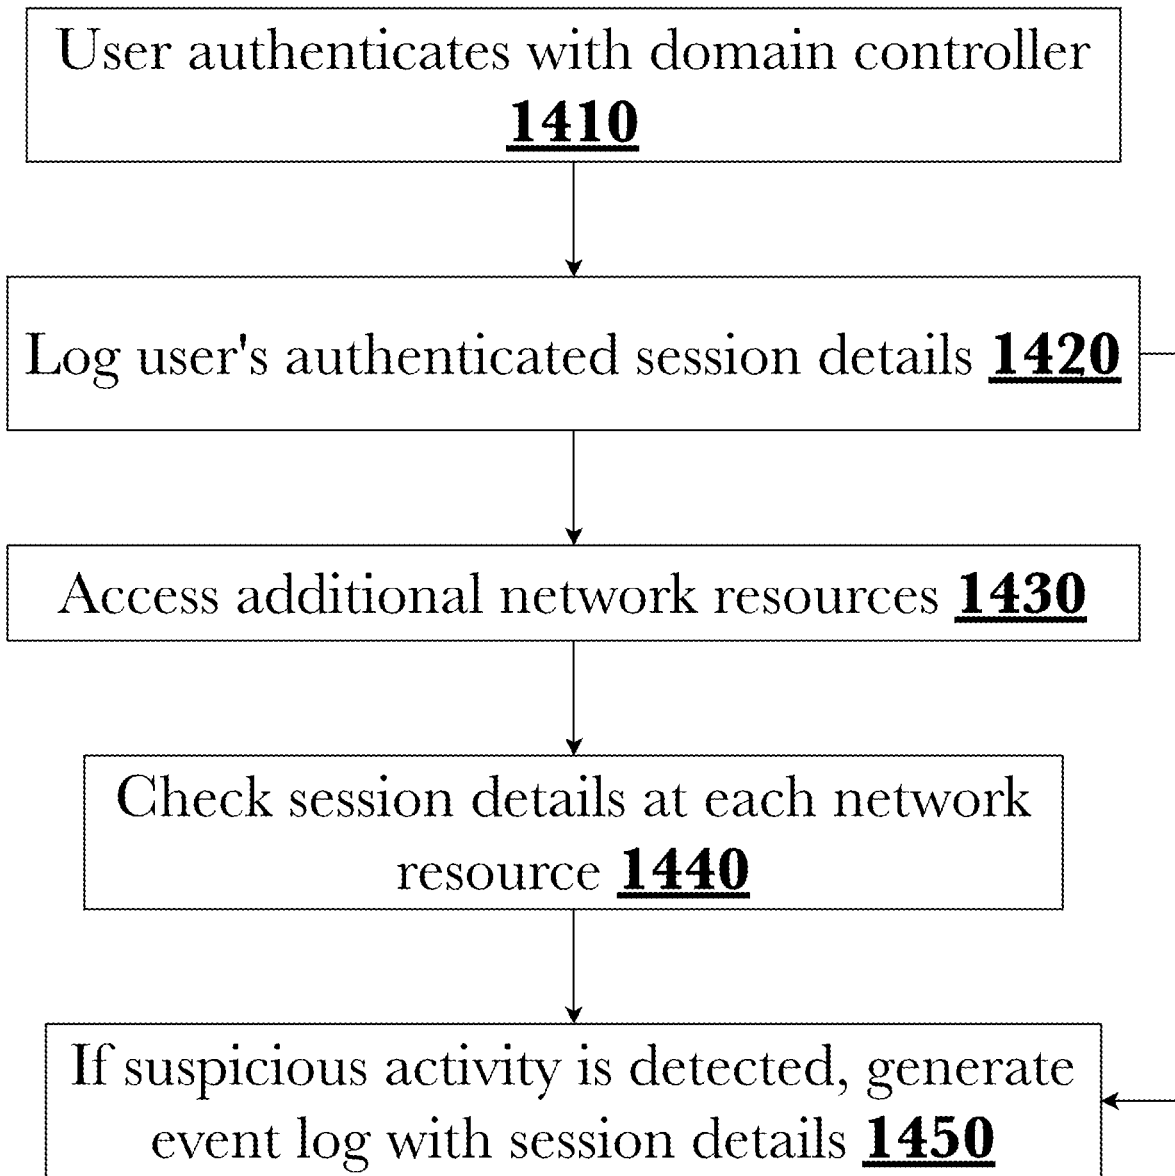 User authenticates with domain controller
1410
Log user's authenticated session details 1420
Access additional network resources 1430
Check session details at each network
resource 1440
If suspicious activity is detected, generate
event log with session details 1450